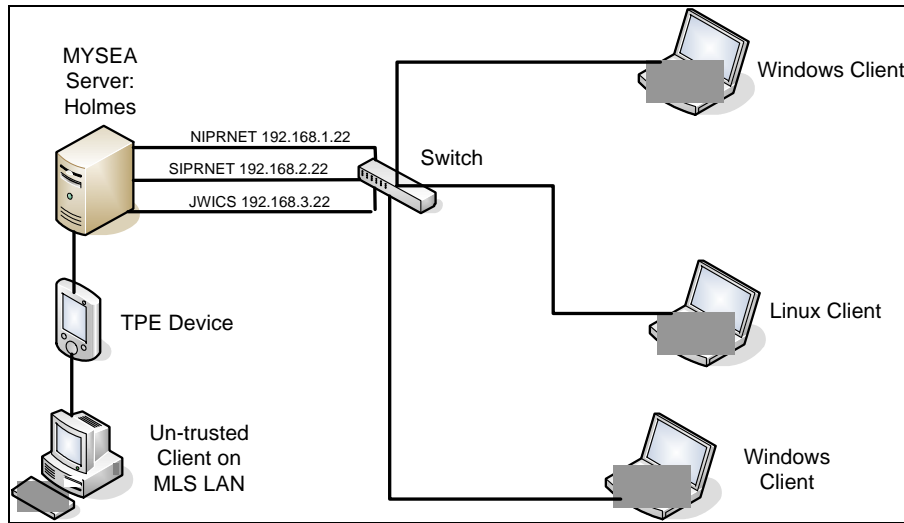 MYSEA
Server:
Holmes
NIPRNET 192.168.1.22
SIPRNET 192.168.2.22
JWICS 192.168.3.22
Switch
Windows Client
TPE Device
Linux Client
Un-trusted
Client on
MLS LAN
Windows
Client